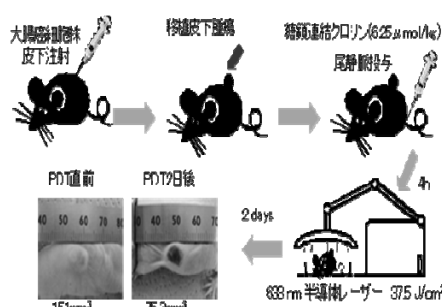 大腸癌細胞株
皮下注射
移植皮下腫瘍
糖鎖連結クロリン(6.25μmol/kg)
尾静脈投与
4h
633 nm 半導体レーザー 37.5 J/cm²
2 days
PDT直前
PDT2日後
40 50 60 70 80
40 50 60 70
151mm³